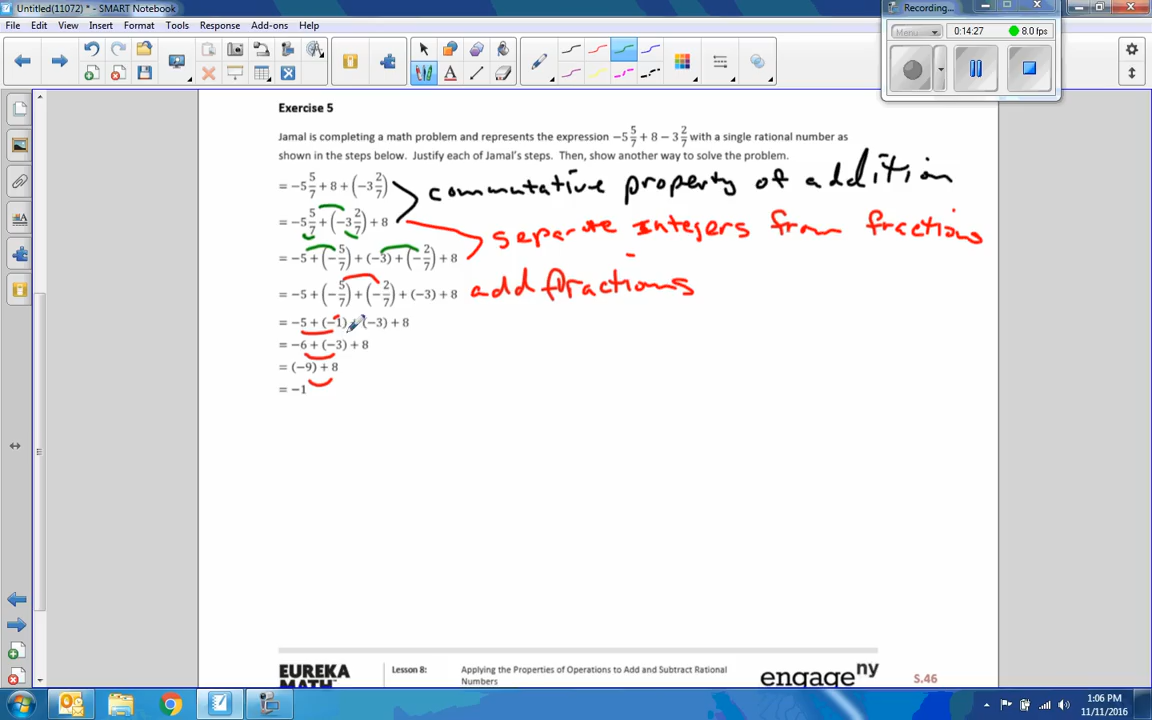 Untitled(11072) * - SMART Notebook
Recording...
File Edit View Insert Format Tools Response Add-ons Help
Menu 0:14:27 8.0 fps
Exercise 5
Jamal is completing a math problem and represents the expression −5 5/7 + 8 − 3 2/7 with a single rational number as
shown in the steps below. Justify each of Jamal's steps. Then, show another way to solve the problem.
= −5 5/7 + 8 + (−3 2/7)
commutative property of addition
= −5 5/7 + (−3 2/7) + 8
separate integers from fractions
= −5 + (−5/7) + (−3) + (−2/7) + 8
= −5 + (−5/7) + (−2/7) + (−3) + 8
add fractions
= −5 + (−1) + (−3) + 8
= −6 + (−3) + 8
= (−9) + 8
= −1
EUREKA MATH
Lesson 8:
Applying the Properties of Operations to Add and Subtract Rational
Numbers
engageny
S.46
1:06 PM
11/11/2016